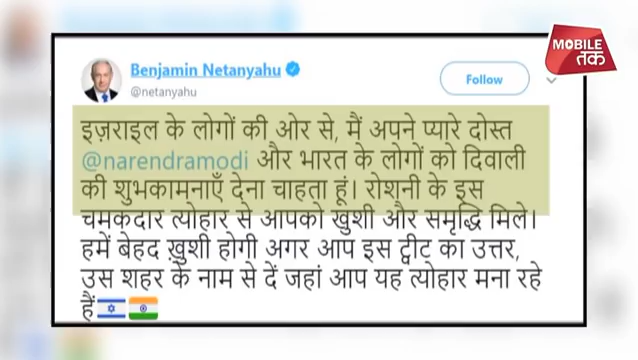 MOBILE
तक
Benjamin Netanyahu
@netanyahu
Follow
इज़राइल के लोगों की ओर से, मैं अपने प्यारे दोस्त
@narendramodi और भारत के लोगों को दिवाली
की शुभकामनाएँ देना चाहता हूं। रोशनी के इस
चमकदार त्योहार से आपको खुशी और समृद्धि मिले।
हमें बेहद ख़ुशी होगी अगर आप इस ट्वीट का उत्तर,
उस शहर के नाम से दें जहां आप यह त्योहार मना रहे
हैं🇮🇱🇮🇳